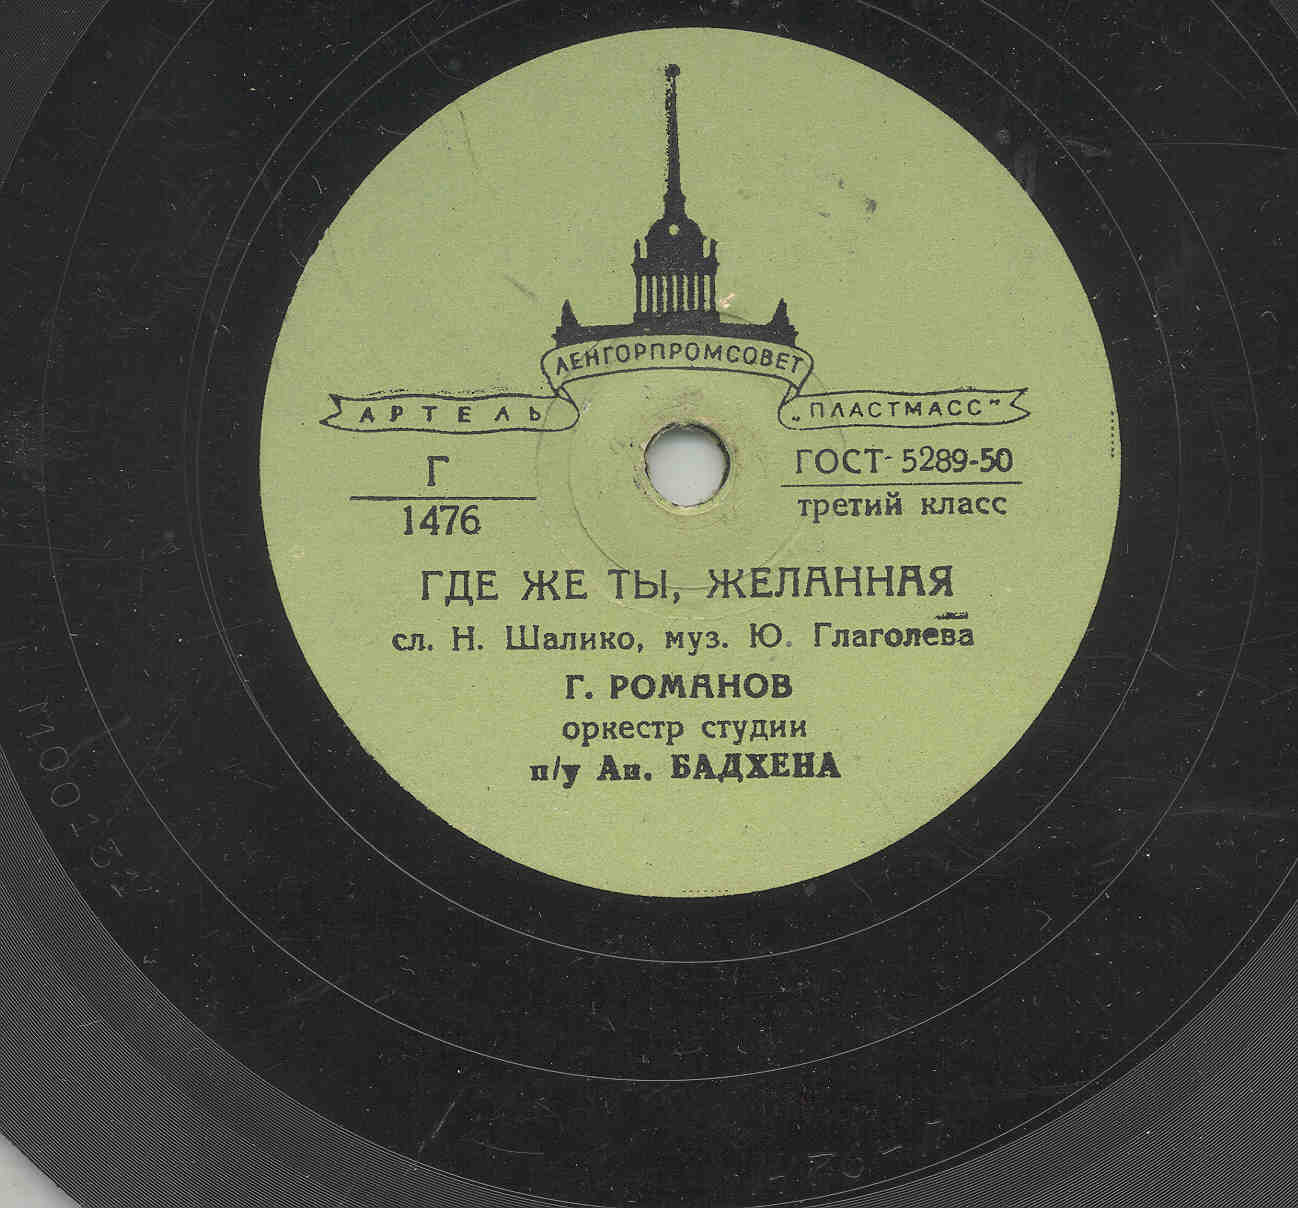 ЛЕНГОРПРОМСОВЕТ
АРТЕЛЬ „ПЛАСТМАСС"
Г
1476
ГОСТ- 5289-50
третий класс
ГДЕ ЖЕ ТЫ, ЖЕЛАННАЯ
сл. Н. Шалико, муз. Ю. Глаголева
Г. РОМАНОВ
оркестр студии
п/у Ан. БАДХЕНА